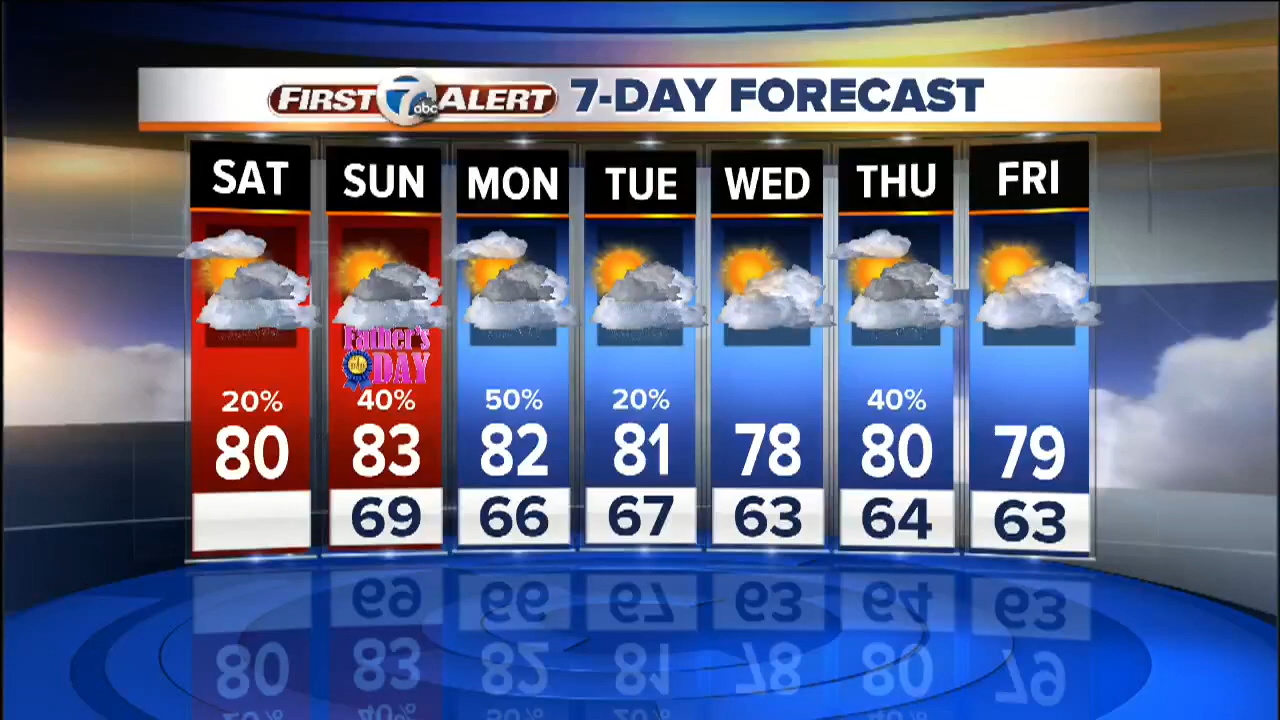 FIRST 7 abc ALERT 7-DAY FORECAST
SAT SUN MON TUE WED THU FRI
Father's
DAY
20% 40% 50% 20% 40%
80 83 82 81 78 80 79
69 66 67 63 64 63